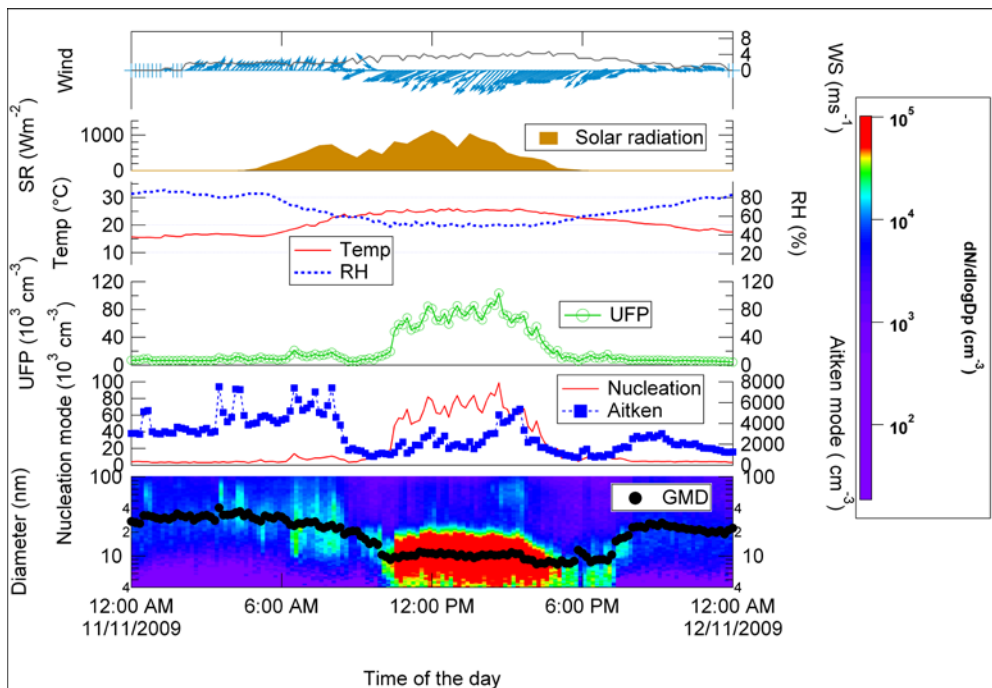 Wind
8
4
0
WS (ms-1)
SR (Wm-2)
1000
0
Solar radiation
Temp (°C)
30
20
10
80
60
40
20
RH (%)
Temp
RH
UFP (10³ cm-3)
120
80
40
0
120
80
40
0
UFP
Nucleation mode (10³ cm-3)
100
80
60
40
20
0
8000
6000
4000
2000
0
Aitken mode ( cm-3)
Nucleation
Aitken
Diameter (nm)
100
4
2
10
4
100
4
2
10
4
GMD
12:00 AM
11/11/2009
6:00 AM
12:00 PM
6:00 PM
12:00 AM
12/11/2009
Time of the day
10⁵
10⁴
10³
10²
dN/dlogDp (cm-3)